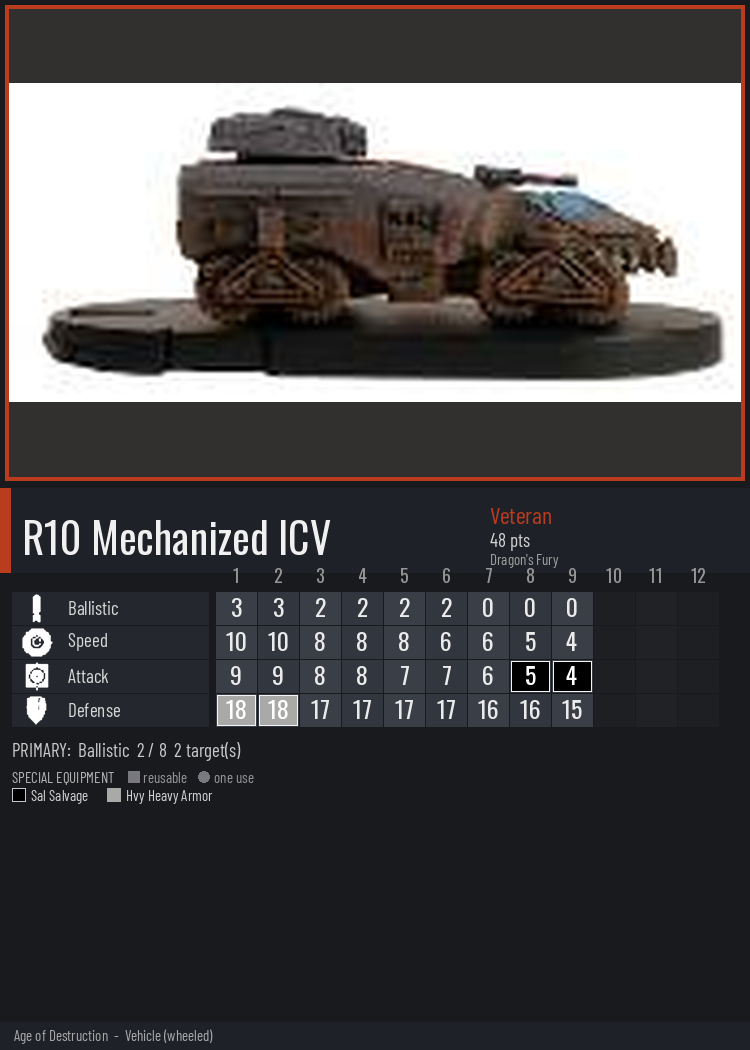 R10 Mechanized ICV
Veteran
48 pts
Dragon's Fury
1 2 3 4 5 6 7 8 9 10 11 12
Ballistic 3 3 2 2 2 2 0 0 0
Speed 10 10 8 8 8 6 6 5 4
Attack 9 9 8 8 7 7 6 5 4
Defense 18 18 17 17 17 17 16 16 15
PRIMARY: Ballistic 2 / 8 2 target(s)
SPECIAL EQUIPMENT reusable one use
Sal Salvage Hvy Heavy Armor
Age of Destruction - Vehicle (wheeled)